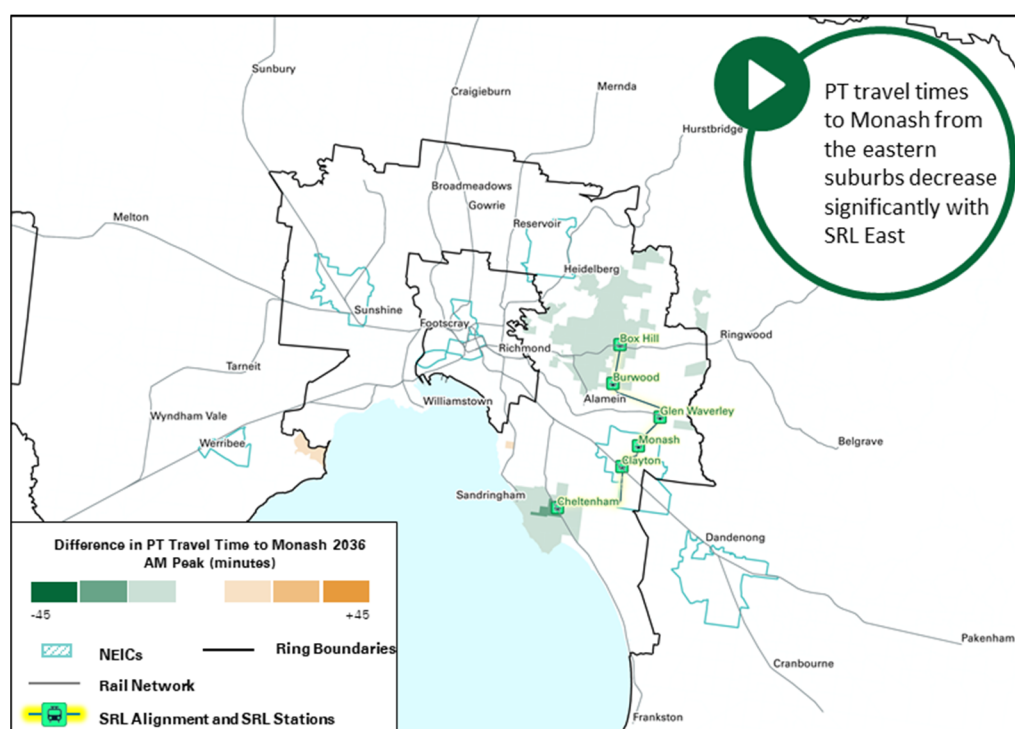 Sunbury
Craigieburn
Mernda
Hurstbridge
PT travel times
to Monash from
the eastern
suburbs decrease
significantly with
SRL East
Broadmeadows
Gowrie
Melton
Reservoir
Heidelberg
Sunshine
Footscray
Richmond
Box Hill
Ringwood
Tarneit
Burwood
Williamstown
Alamein
Glen Waverley
Wyndham Vale
Werribee
Monash
Belgrave
Clayton
Sandringham
Cheltenham
Dandenong
Pakenham
Cranbourne
Frankston
Difference in PT Travel Time to Monash 2036
AM Peak (minutes)
-45 +45
NEICs Ring Boundaries
Rail Network
SRL Alignment and SRL Stations